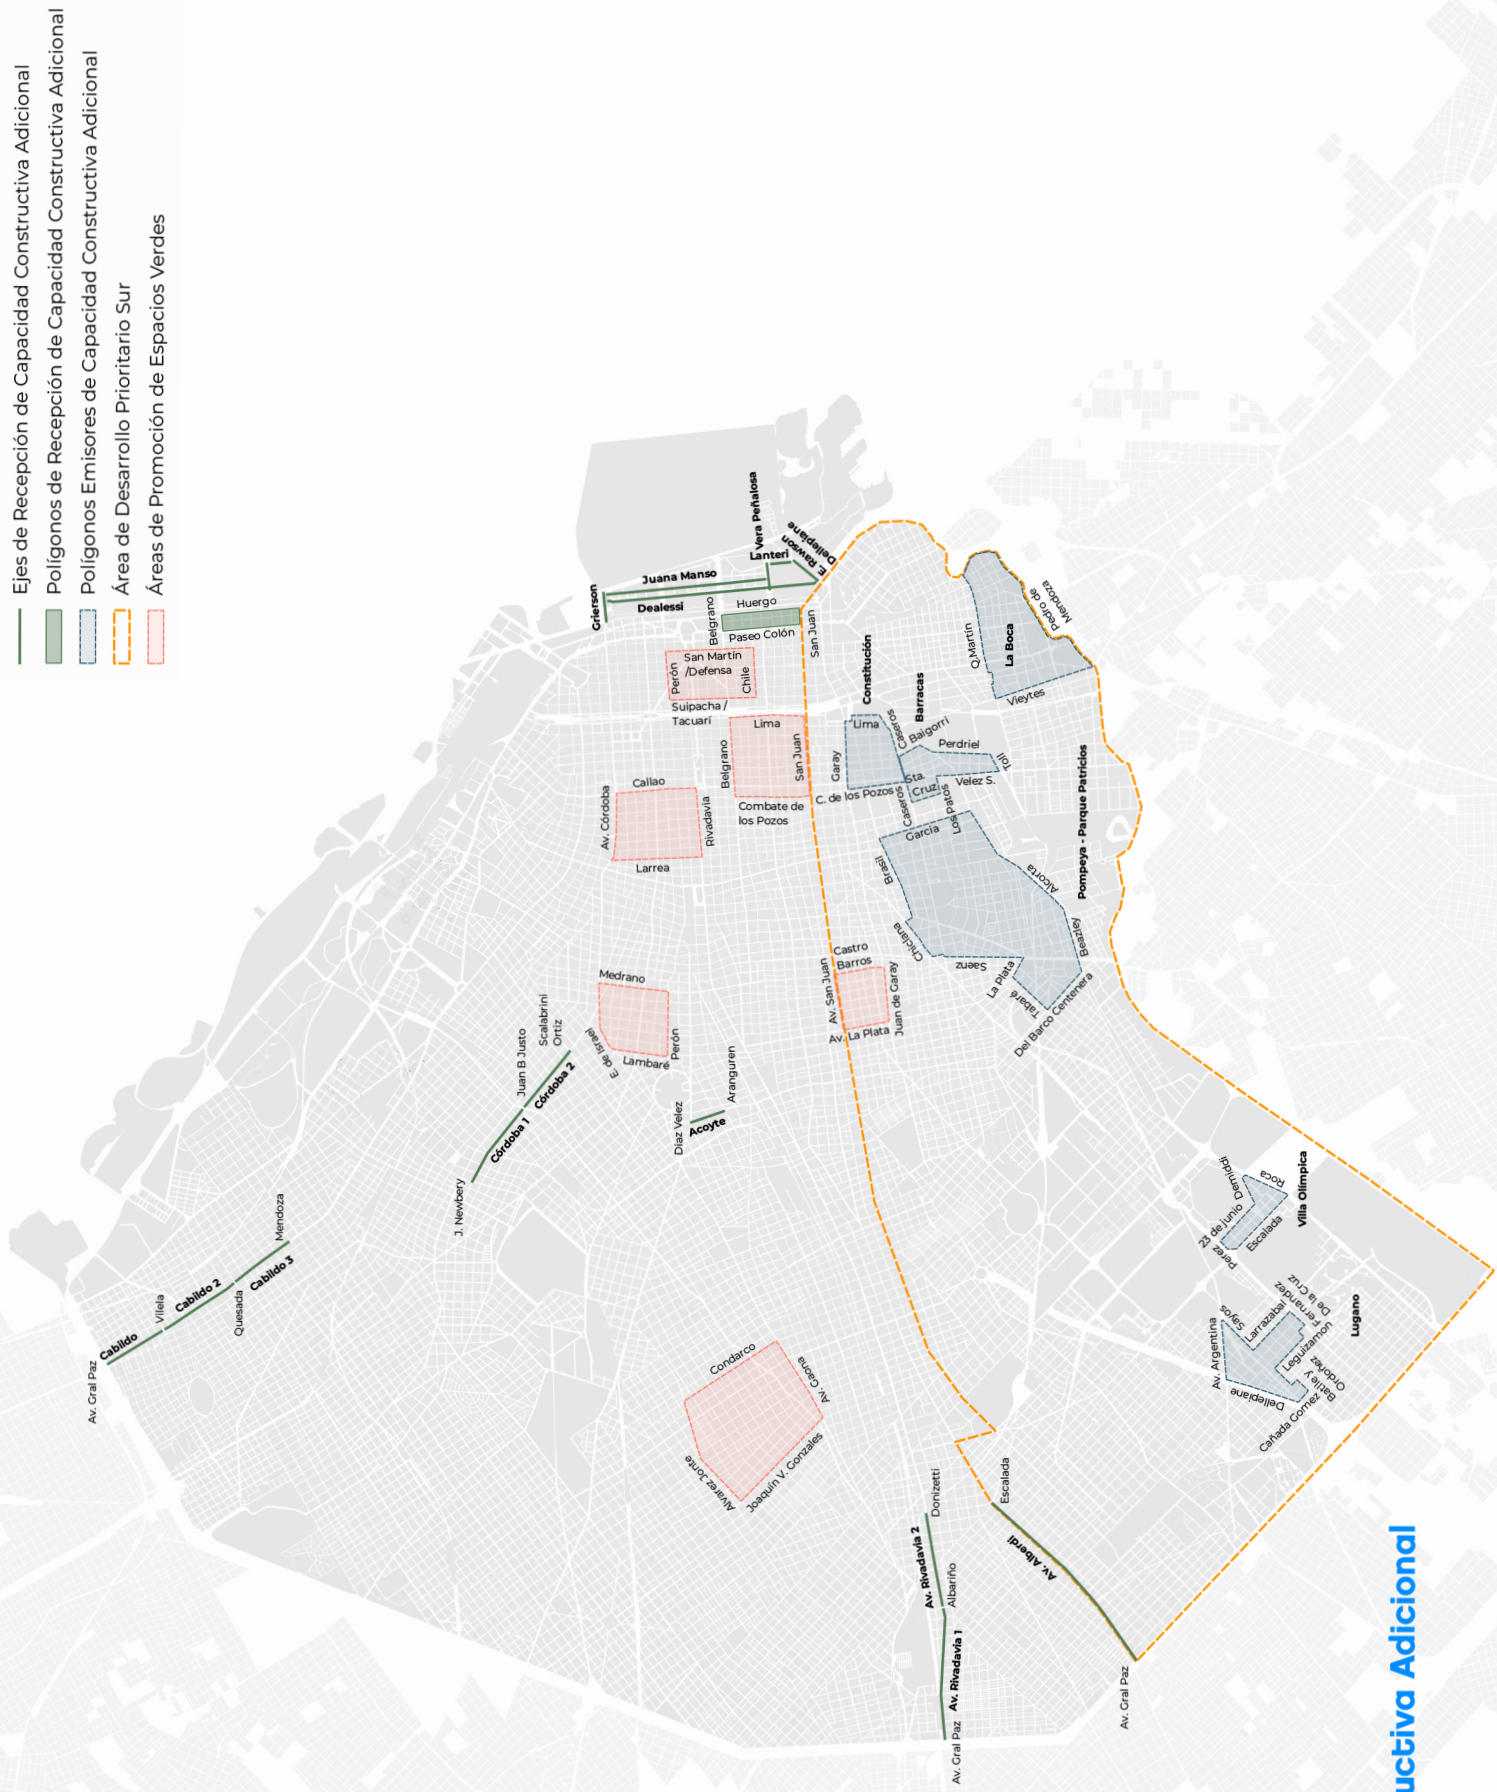 Ejes de Recepción de Capacidad Constructiva Adicional
Polígonos de Recepción de Capacidad Constructiva Adicional
Polígonos Emisores de Capacidad Constructiva Adicional
Área de Desarrollo Prioritario Sur
Áreas de Promoción de Espacios Verdes
Grierson
Juana Manso
Dealessi
Vera Peñalosa
Lanteri
E. Rawson
Dellepiane
Belgrano
Huergo
Paseo Colón
San Juan
Perón
San Martín
/Defensa
Chile
Suipacha /
Tacuarí
Belgrano
Lima
San Juan
Combate de
los Pozos
Callao
Av. Córdoba
Rivadavia
Larrea
Constitución
Garay
Lima
Caseros
C. de los Pozos
Barracas
Baigorri
Perdriel
Toll
Velez S.
Sta.
Cruz
Caseros
Los Patos
Q.Martín
La Boca
Pedro de
Mendoza
Vieytes
Pompeya - Parque Patricios
Garcia
Brasil
Alcorta
Chiclana
Saenz
Beazley
La Plata
Tabaré
Del Barco Centenera
Castro
Barros
Av. San Juan
Juan de Garay
Av. La Plata
Medrano
E. de Israel
Lambaré
Perón
Scalabrini
Ortiz
Juan B Justo
Córdoba 2
Córdoba 1
J. Newbery
Aranguren
Diaz Velez
Acoyte
Mendoza
Cabildo 3
Quesada
Cabildo 2
Vilela
Cabildo
Av. Gral Paz
Condarco
Av. Gaona
Alvarez Jonte
Joaquín V. Gonzales
Demiddi
Roca
23 de junio
Escalada
Perez
Villa Olímpica
Sayos
Larrazabal
Fernandez
De la Cruz
Av. Argentina
Leguizamon
Batlle y
Ordoñez
Dellepiane
Cañada Gomez
Lugano
Donizetti
Av. Rivadavia 2
Albariño
Av. Rivadavia 1
Av. Gral Paz
Escalada
Av. Alberdi
Av. Gral Paz
uctiva Adicional